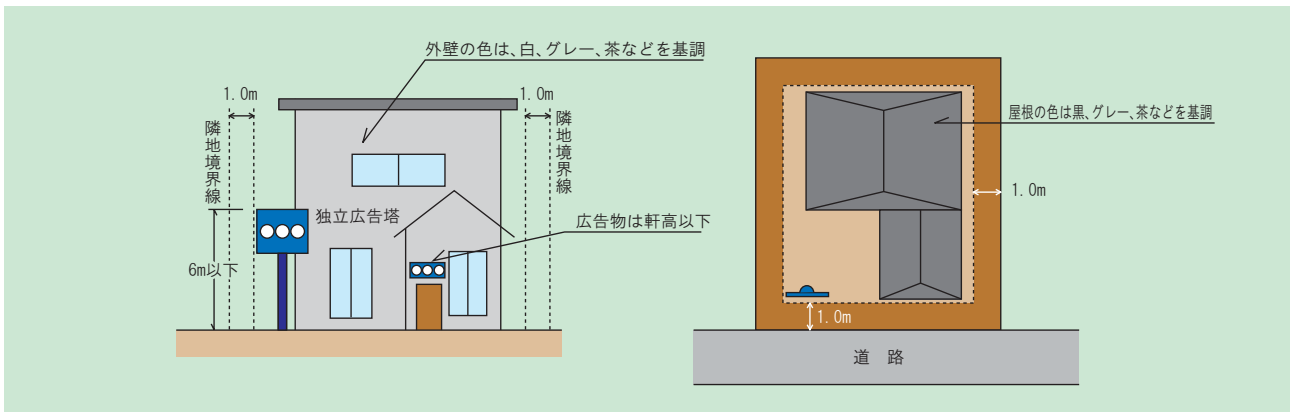 外壁の色は、白、グレー、茶などを基調
1.0m
1.0m
隣地境界線
隣地境界線
独立広告塔
広告物は軒高以下
6m以下
屋根の色は黒、グレー、茶などを基調
1.0m
1.0m
道 路